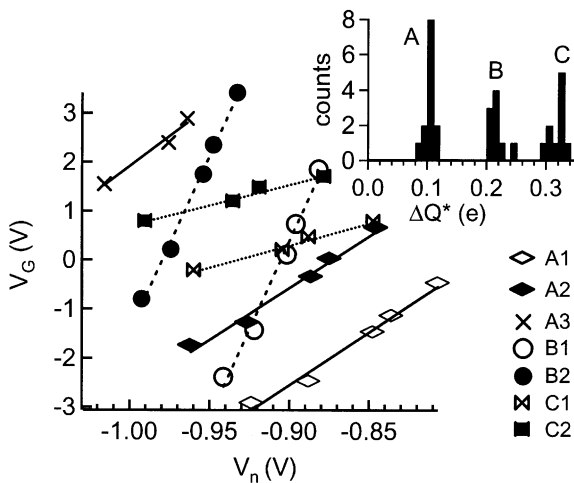 8
6
4
2
0
counts
A
B
C
0.0 0.1 0.2 0.3
ΔQ* (e)
3
2
1
0
-1
-2
-3
V_G (V)
-1.00 -0.95 -0.90 -0.85
V_n (V)
A1
A2
A3
B1
B2
C1
C2